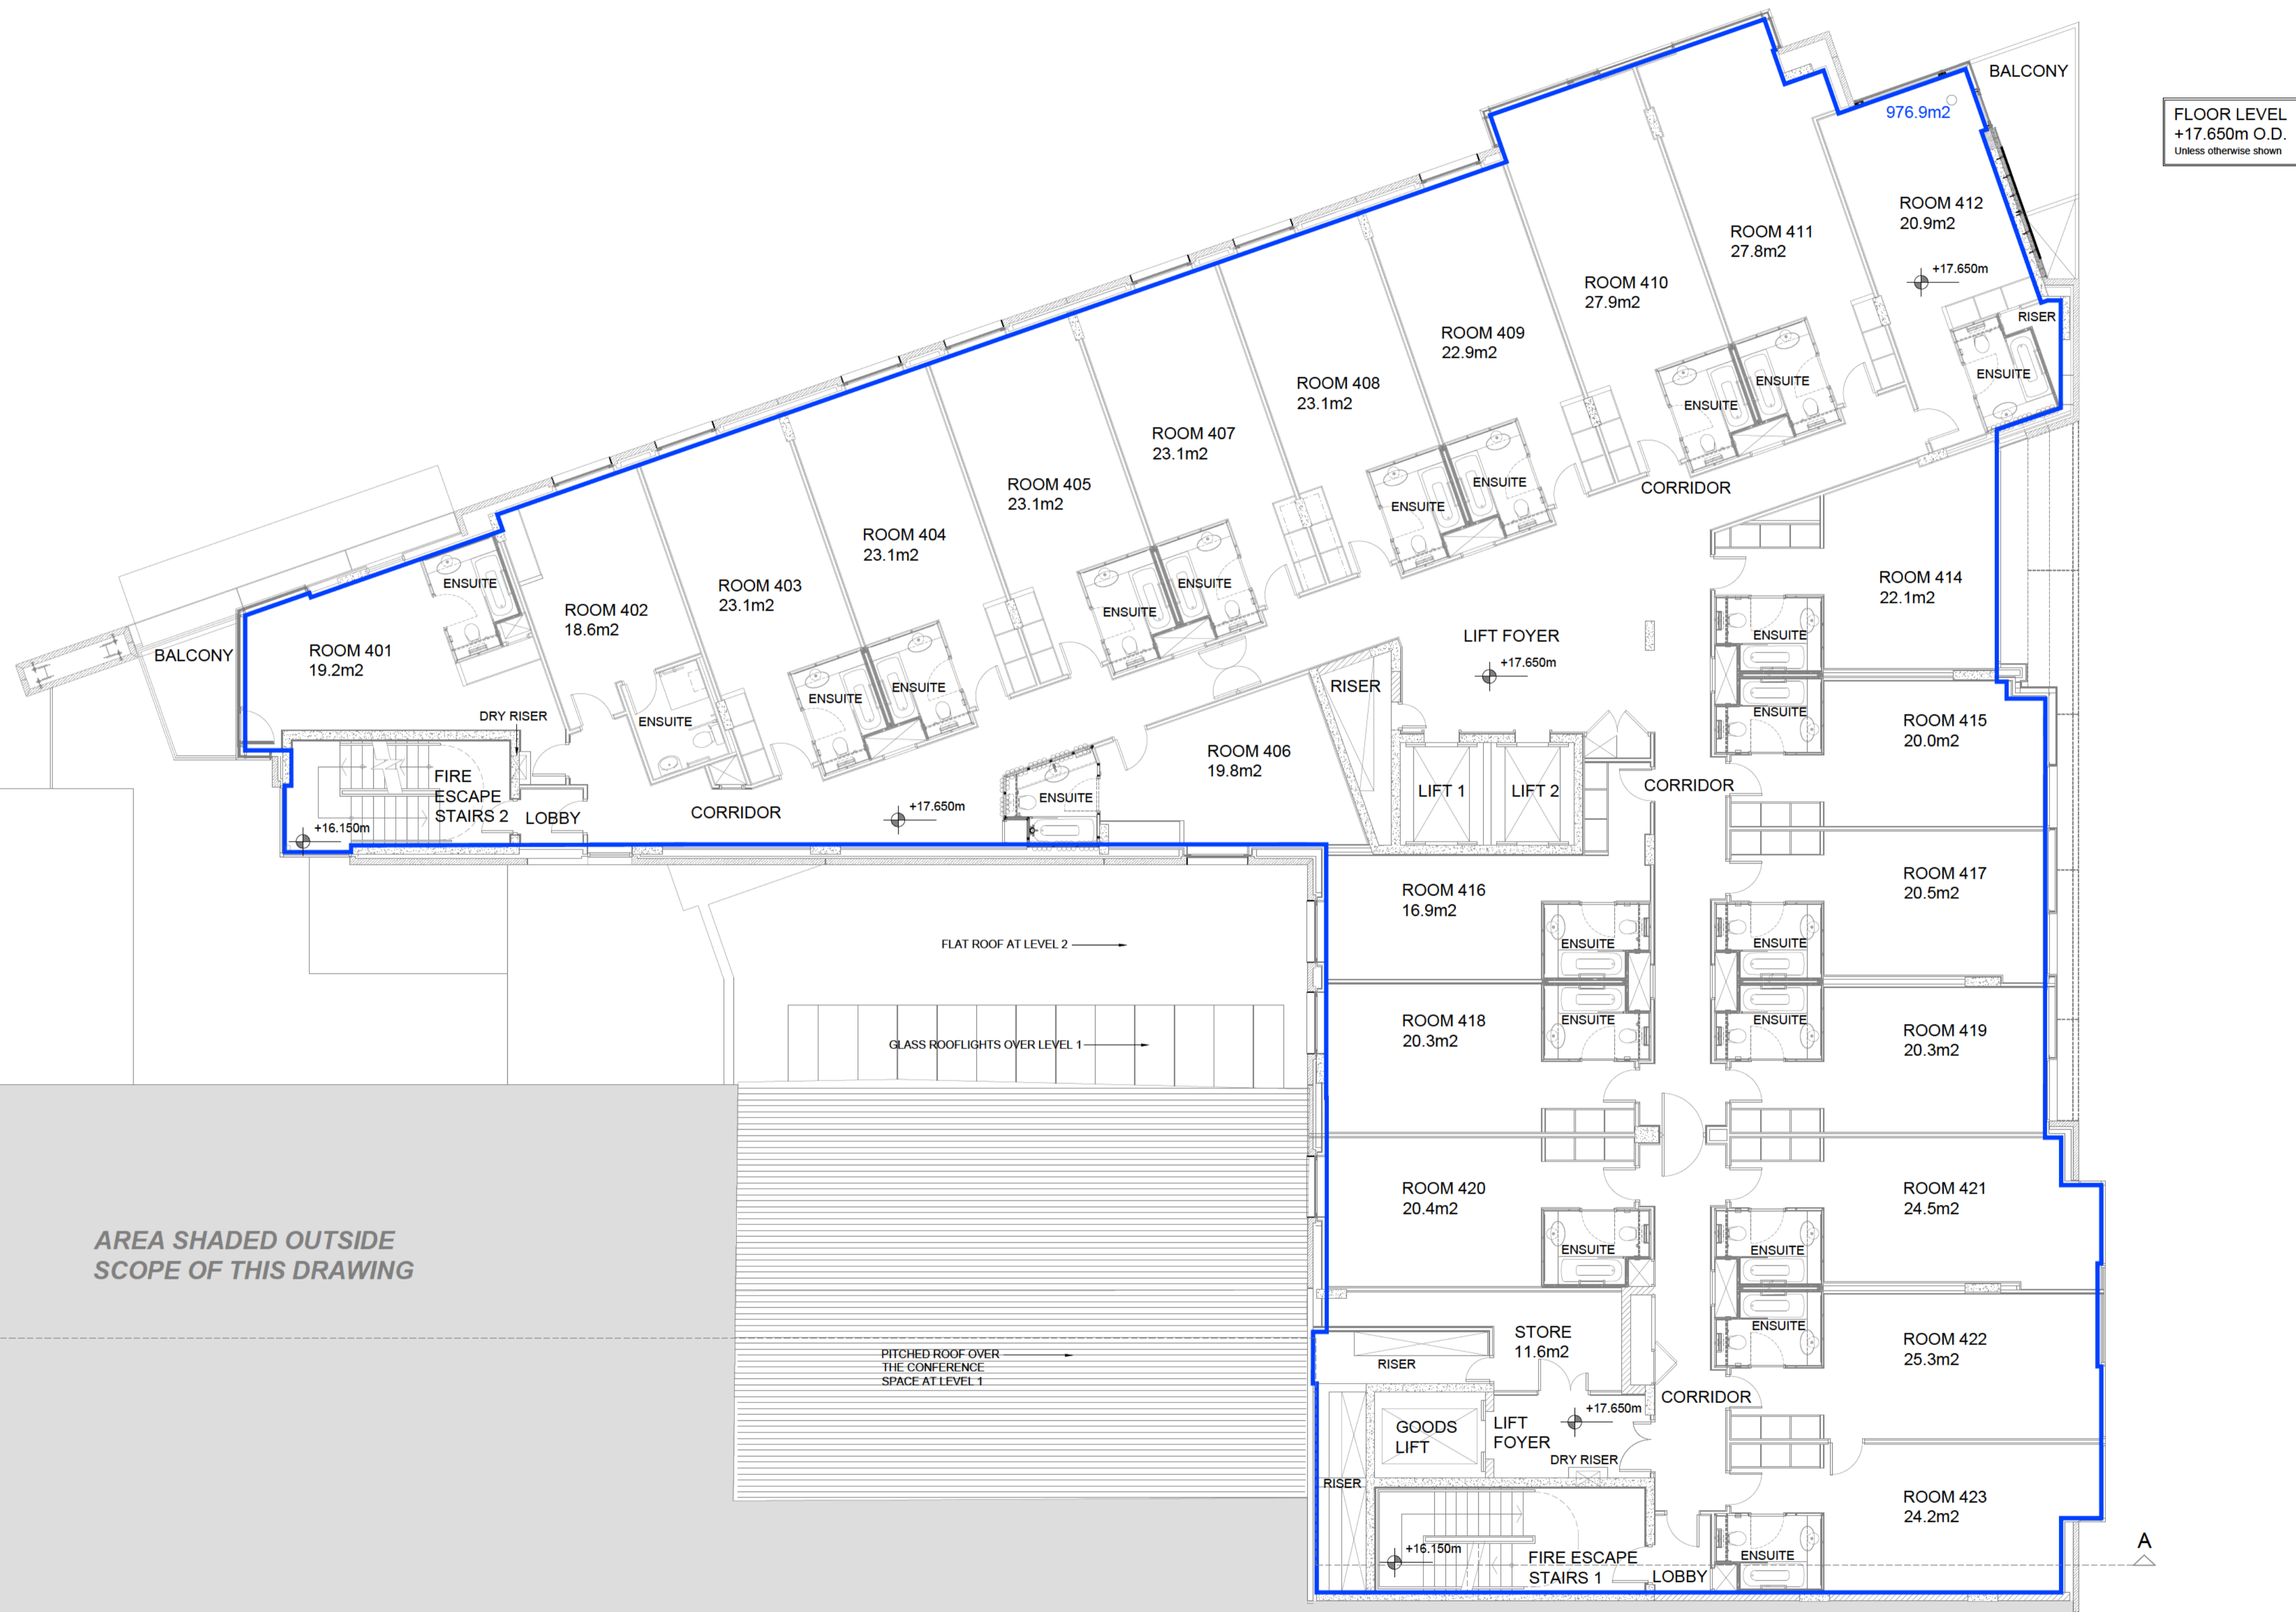 BALCONY
FLOOR LEVEL
+17.650m O.D.
Unless otherwise shown
976.9m2
ROOM 412
20.9m2
+17.650m
RISER
ENSUITE
ROOM 411
27.8m2
ENSUITE
ROOM 410
27.9m2
ENSUITE
ROOM 409
22.9m2
ENSUITE
ROOM 408
23.1m2
ENSUITE
ROOM 407
23.1m2
ENSUITE
ROOM 405
23.1m2
ENSUITE
ROOM 404
23.1m2
ENSUITE
ROOM 403
23.1m2
ENSUITE
ROOM 402
18.6m2
ENSUITE
ROOM 401
19.2m2
ENSUITE
BALCONY
DRY RISER
FIRE
ESCAPE
STAIRS 2
LOBBY
+16.150m
CORRIDOR
+17.650m
ENSUITE
ROOM 406
19.8m2
RISER
LIFT FOYER
+17.650m
LIFT 1
LIFT 2
CORRIDOR
CORRIDOR
ROOM 414
22.1m2
ENSUITE
ENSUITE
ROOM 415
20.0m2
ROOM 416
16.9m2
ENSUITE
ROOM 417
20.5m2
ENSUITE
ROOM 418
20.3m2
ENSUITE
ROOM 419
20.3m2
ENSUITE
ROOM 420
20.4m2
ENSUITE
ROOM 421
24.5m2
ENSUITE
ENSUITE
ROOM 422
25.3m2
STORE
11.6m2
RISER
CORRIDOR
+17.650m
GOODS
LIFT
LIFT
FOYER
DRY RISER
RISER
ROOM 423
24.2m2
ENSUITE
+16.150m
FIRE ESCAPE
STAIRS 1
LOBBY
A
FLAT ROOF AT LEVEL 2
GLASS ROOFLIGHTS OVER LEVEL 1
PITCHED ROOF OVER
THE CONFERENCE
SPACE AT LEVEL 1
AREA SHADED OUTSIDE
SCOPE OF THIS DRAWING